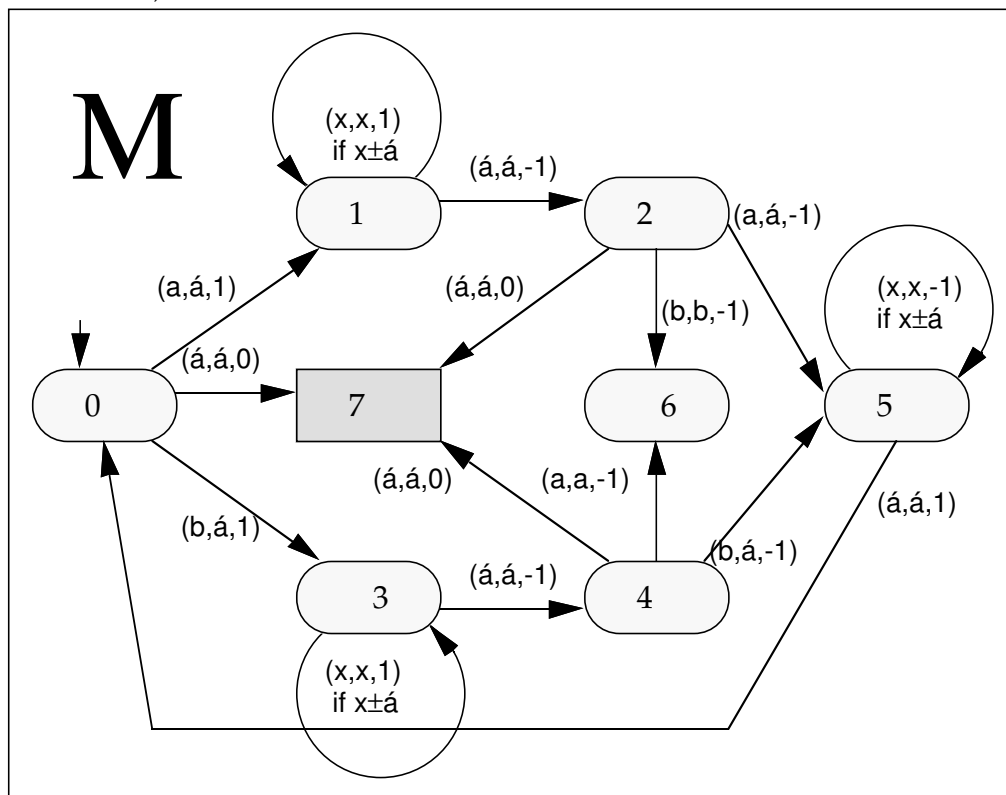 M
(x,x,1)
if x±á
(á,á,-1)
1
2
(a,á,-1)
(a,á,1)
(á,á,0)
(x,x,-1)
if x±á
(b,b,-1)
(á,á,0)
0
7
6
5
(á,á,0)
(a,a,-1)
(á,á,1)
(b,á,1)
(b,á,-1)
(á,á,-1)
3
4
(x,x,1)
if x±á